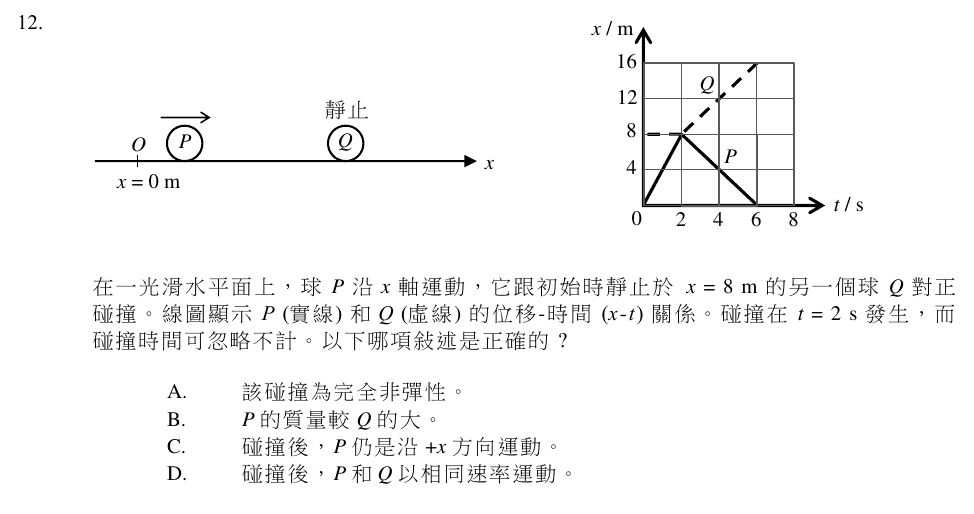 12.
靜止
O P Q x
x = 0 m
x / m
16
12
8
4
0 2 4 6 8 t / s
Q
P
在一光滑水平面上，球 P 沿 x 軸運動，它跟初始時靜止於 x = 8 m 的另一個球 Q 對正
碰撞。線圖顯示 P (實線) 和 Q (虛線) 的位移-時間 (x-t) 關係。碰撞在 t = 2 s 發生，而
碰撞時間可忽略不計。以下哪項敍述是正確的？
A. 該碰撞為完全非彈性。
B. P 的質量較 Q 的大。
C. 碰撞後，P 仍是沿 +x 方向運動。
D. 碰撞後，P 和 Q 以相同速率運動。